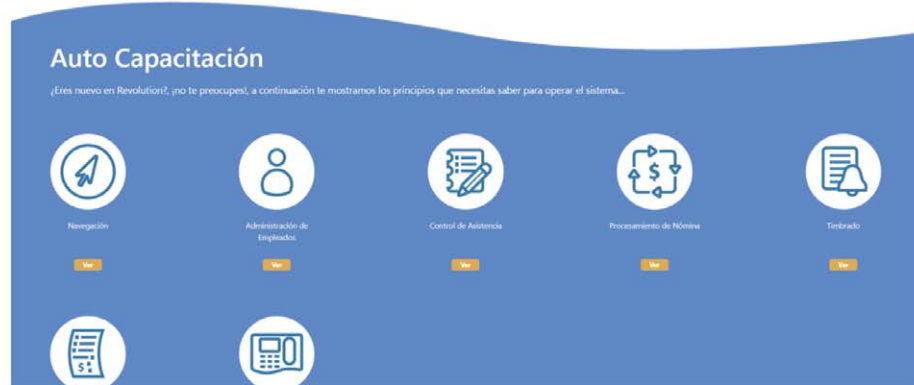 Auto Capacitación
¿Eres nuevo en Revolution?, ¡no te preocupes!, a continuación te mostramos los principios que necesitas saber para operar el sistema...
Navegación
Administración de
Empleados
Control de Asistencia
Procesamiento de Nómina
Timbrado
Ver
Ver
Ver
Ver
Ver